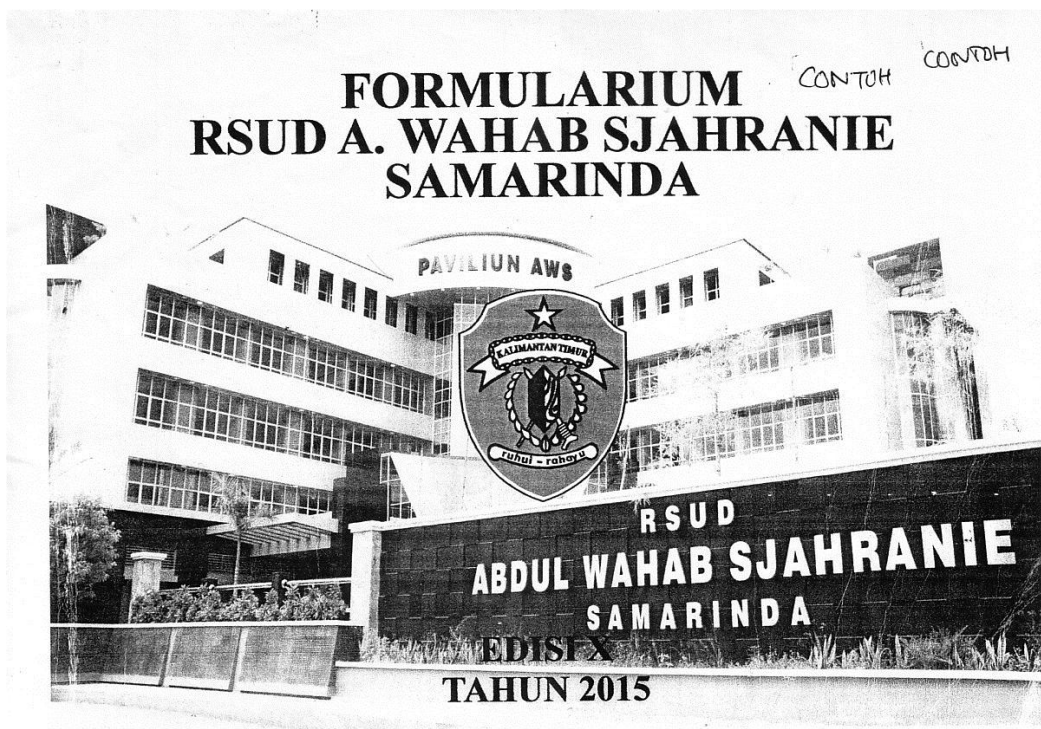 CONTOH CONTOH
FORMULARIUM
RSUD A. WAHAB SJAHRANIE
SAMARINDA
PAVILIUN AWS
KALIMANTAN TIMUR
ruhui - rahayu
RSUD
ABDUL WAHAB SJAHRANIE
SAMARINDA
EDISI X
TAHUN 2015